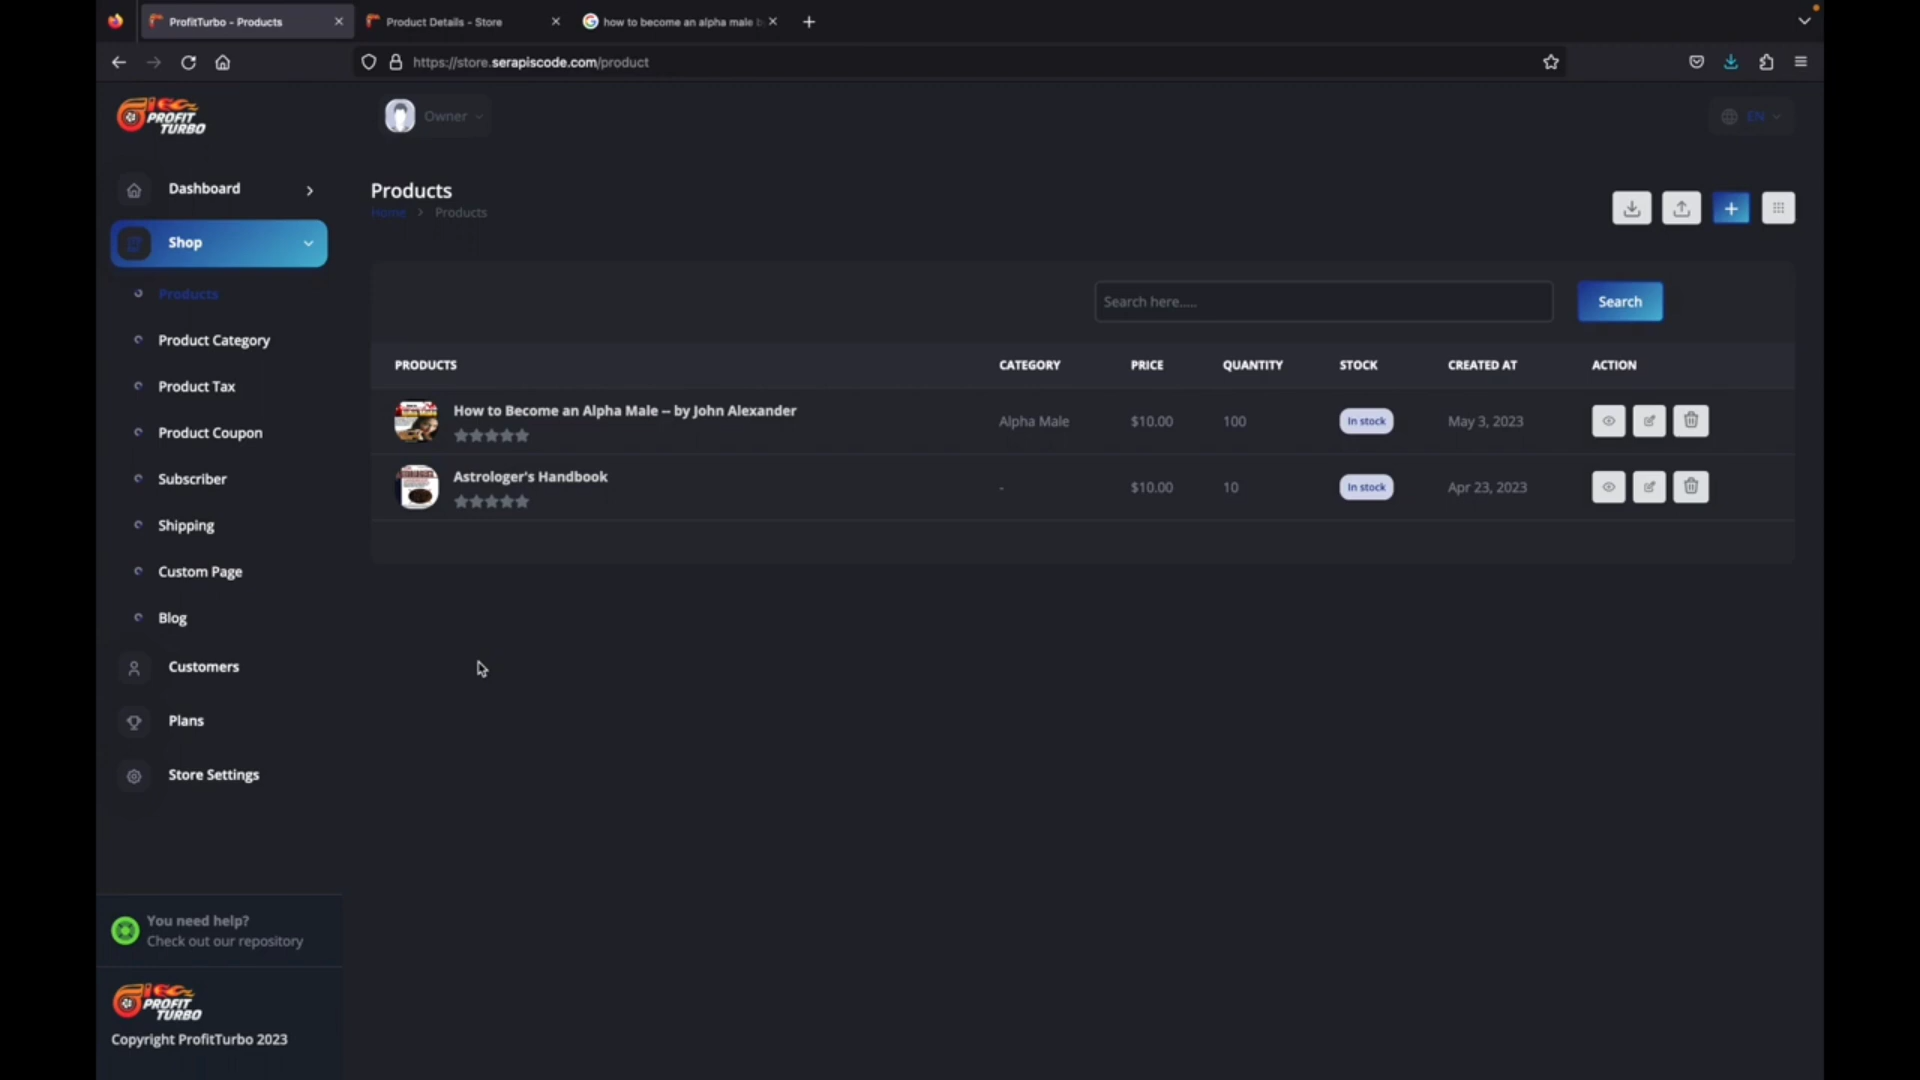 ProfitTurbo - Products
Product Details - Store
how to become an alpha male b
https://store.serapiscode.com/product
PROFIT
TURBO
Owner
EN
Dashboard
Shop
Products
Product Category
Product Tax
Product Coupon
Subscriber
Shipping
Custom Page
Blog
Customers
Plans
Store Settings
You need help?
Check out our repository
PROFIT
TURBO
Copyright ProfitTurbo 2023
Products
Home > Products
Search here.....
Search
PRODUCTS CATEGORY PRICE QUANTITY STOCK CREATED AT ACTION
How to Become an Alpha Male -- by John Alexander Alpha Male $10.00 100 In stock May 3, 2023
Astrologer's Handbook - $10.00 10 In stock Apr 23, 2023